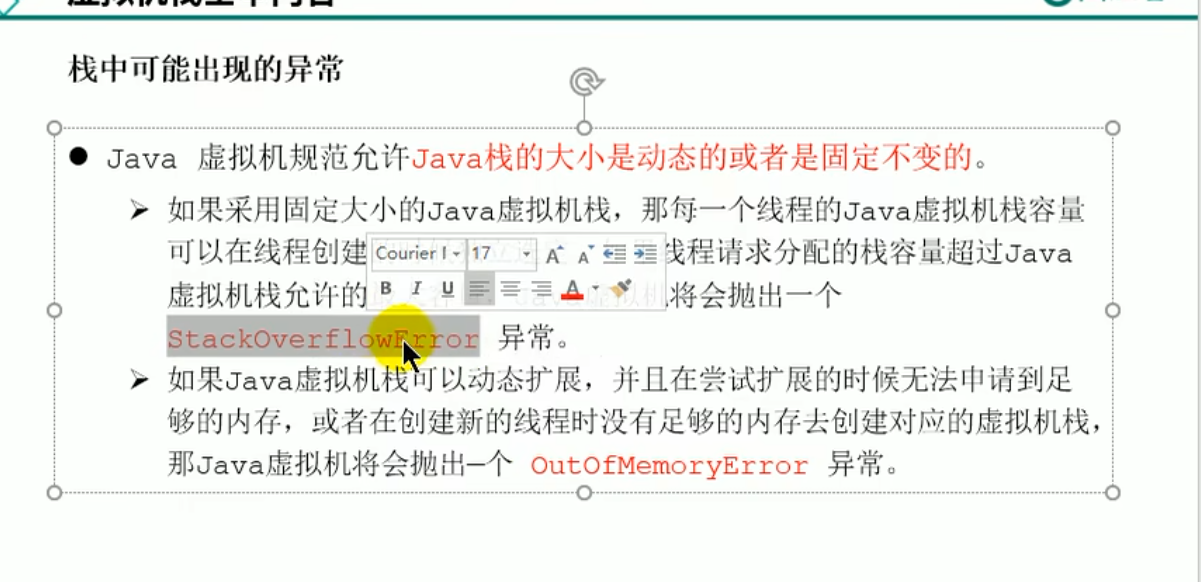 栈中可能出现的异常
● Java 虚拟机规范允许Java栈的大小是动态的或者是固定不变的。
➢ 如果采用固定大小的Java虚拟机栈，那每一个线程的Java虚拟机栈容量
可以在线程创建
线程请求分配的栈容量超过Java
Courier
17
虚拟机栈允许的
将会抛出一个
B I U A
StackOverflowError 异常。
➢ 如果Java虚拟机栈可以动态扩展，并且在尝试扩展的时候无法申请到足
够的内存，或者在创建新的线程时没有足够的内存去创建对应的虚拟机栈，
那Java虚拟机将会抛出一个 OutOfMemoryError 异常。